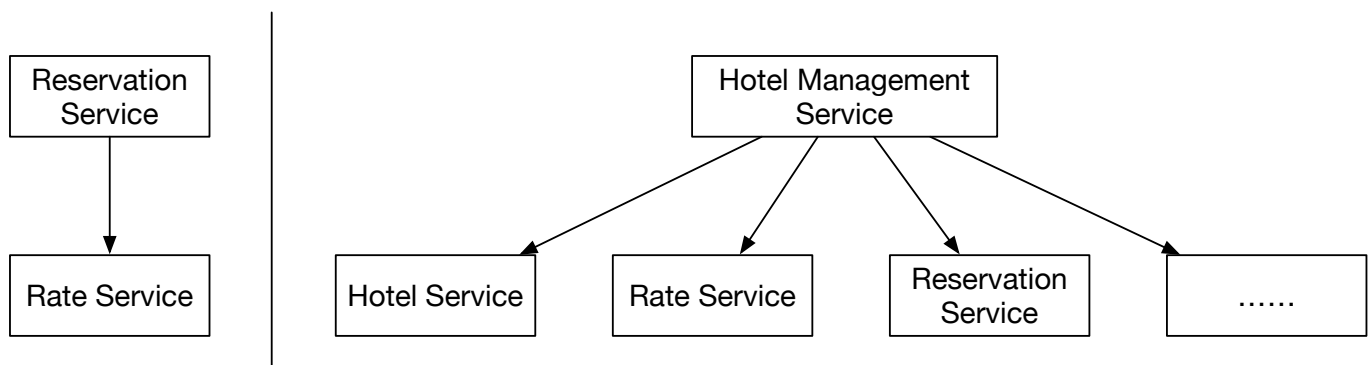 Reservation
Service
Rate Service
Hotel Management
Service
Hotel Service
Rate Service
Reservation
Service
......